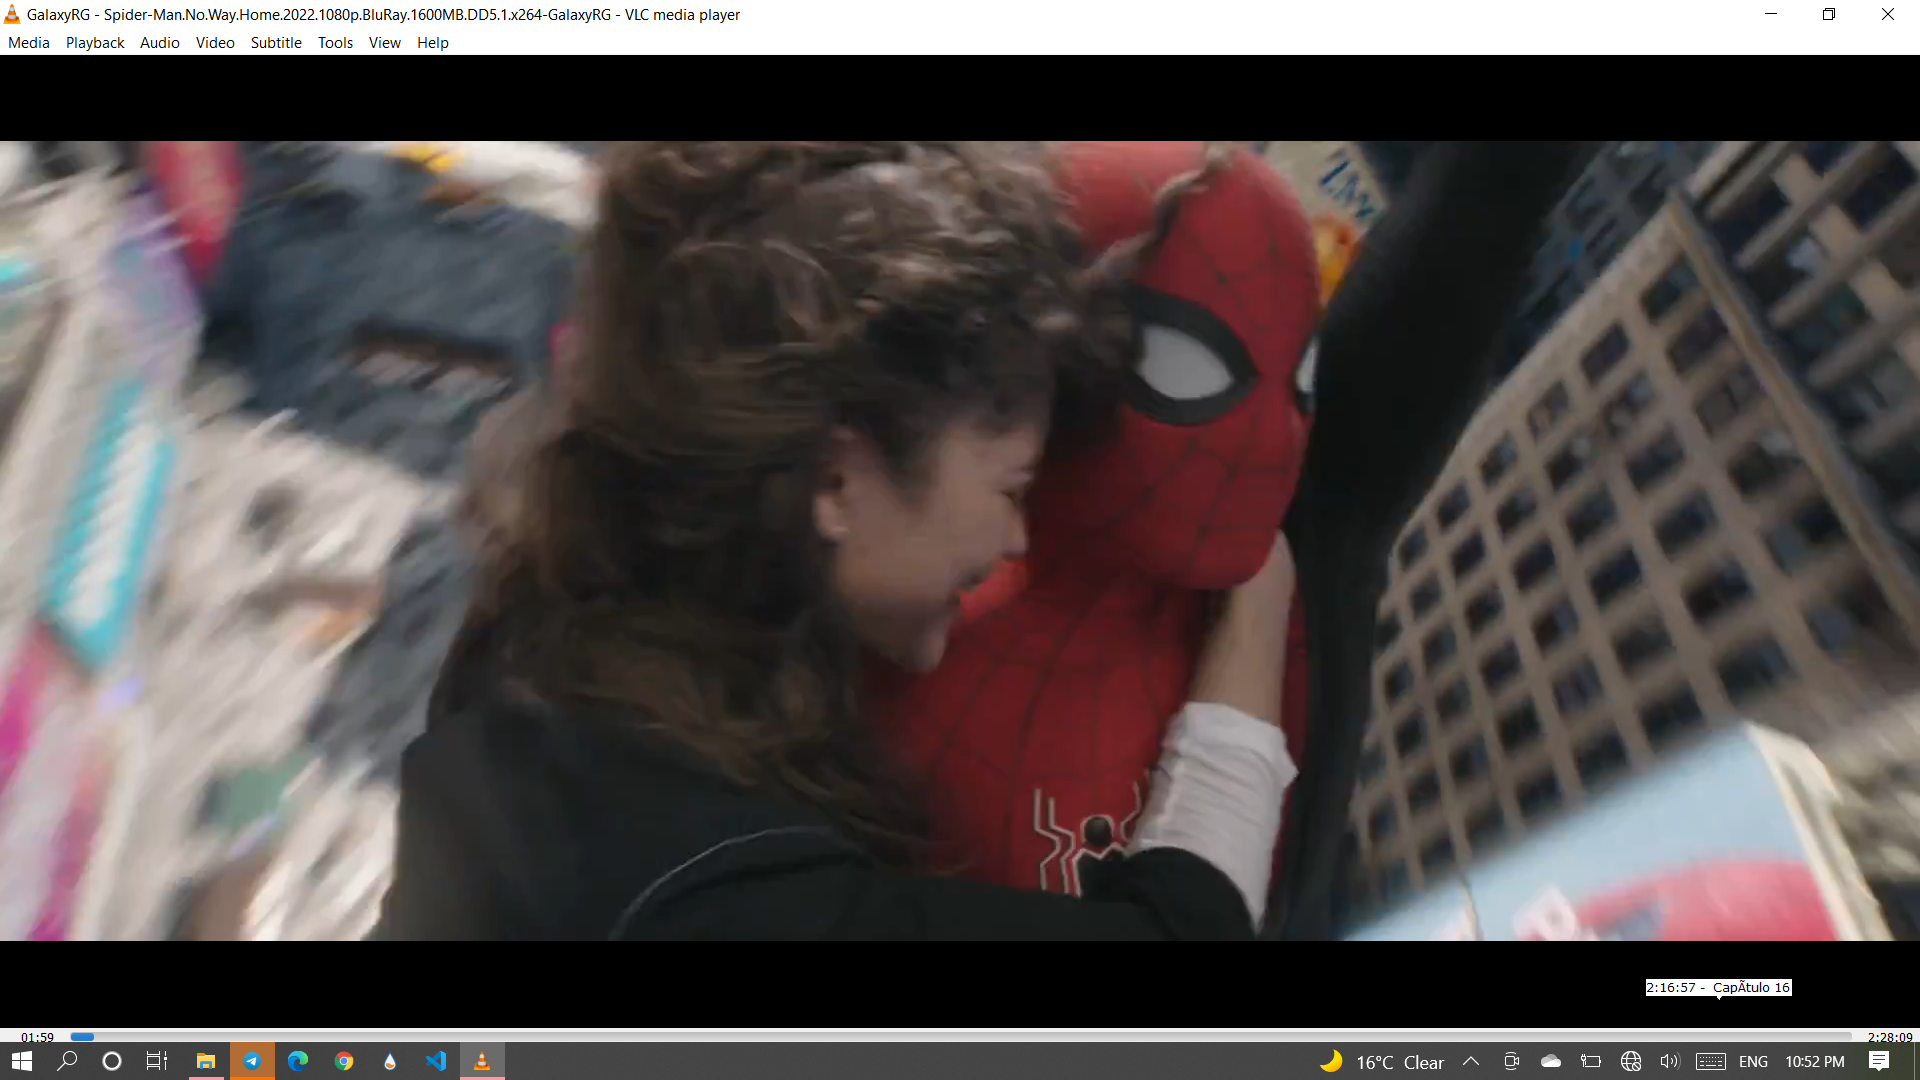 GalaxyRG - Spider-Man.No.Way.Home.2022.1080p.BluRay.1600MB.DD5.1.x264-GalaxyRG - VLC media player
Media Playback Audio Video Subtitle Tools View Help
2:16:57 - CapÃtulo 16
01:59 2:28:09
16°C Clear ENG 10:52 PM